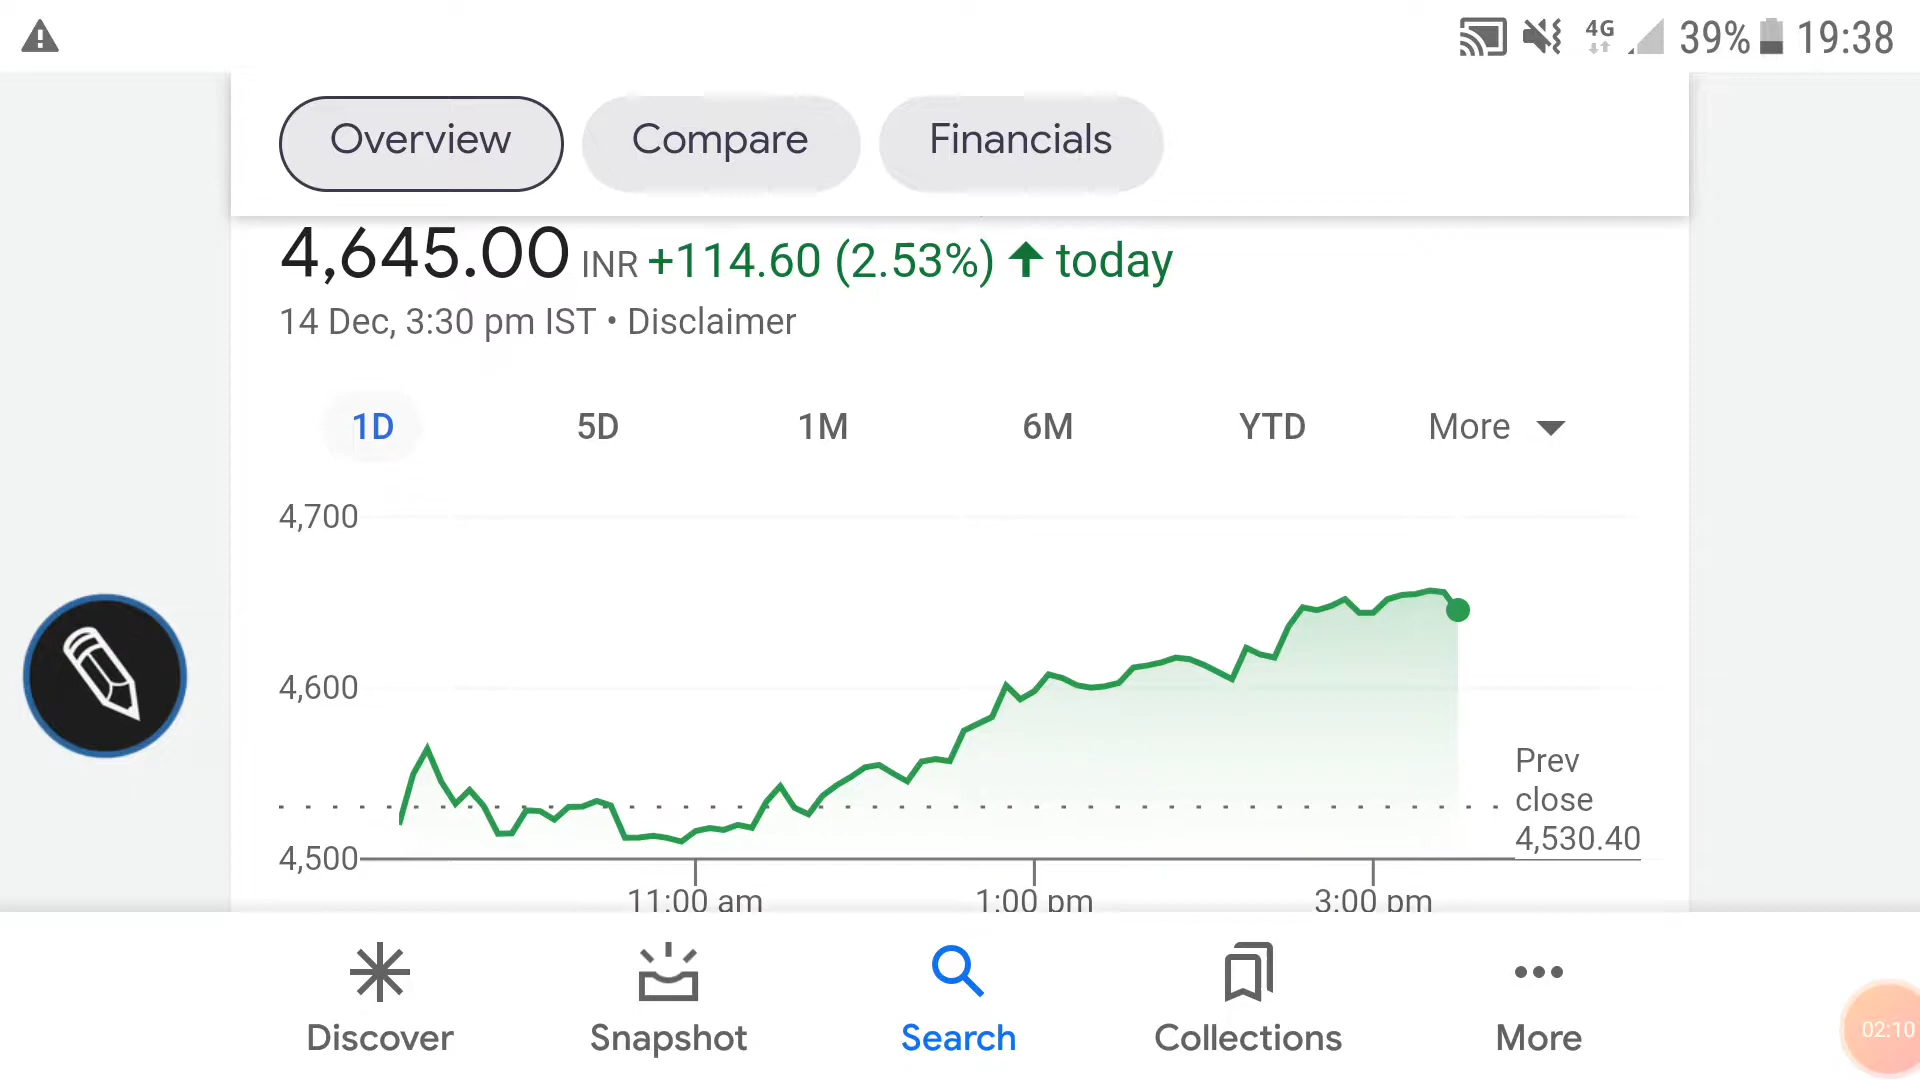 4G 39% 19:38
Overview Compare Financials
4,645.00 INR +114.60 (2.53%) ↑ today
14 Dec, 3:30 pm IST • Disclaimer
1D 5D 1M 6M YTD More
4,700
4,600
Prev
close
4,530.40
4,500
11:00 am 1:00 pm 3:00 pm
Discover Snapshot Search Collections More
02:10